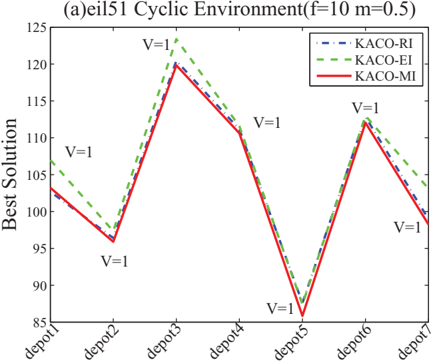 (a)eil51 Cyclic Environment(f=10 m=0.5)
Best Solution
125
120
115
110
105
100
95
90
85
KACO-RI
KACO-EI
KACO-MI
V=1
V=1
V=1
V=1
V=1
V=1
V=1
depot1
depot2
depot3
depot4
depot5
depot6
depot7